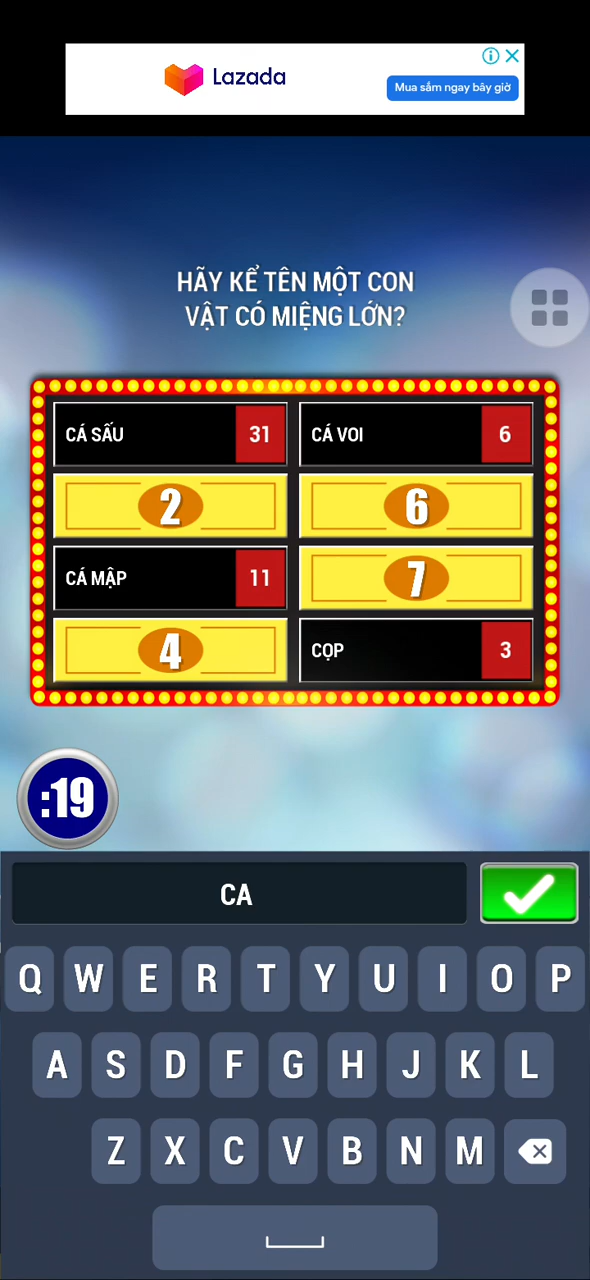 Lazada
Mua sắm ngay bây giờ
HÃY KỂ TÊN MỘT CON
VẬT CÓ MIỆNG LỚN?
CÁ SẤU 31
CÁ VOI 6
2
6
CÁ MẬP 11
7
4
CỌP 3
:19
CA
Q W E R T Y U I O P
A S D F G H J K L
Z X C V B N M